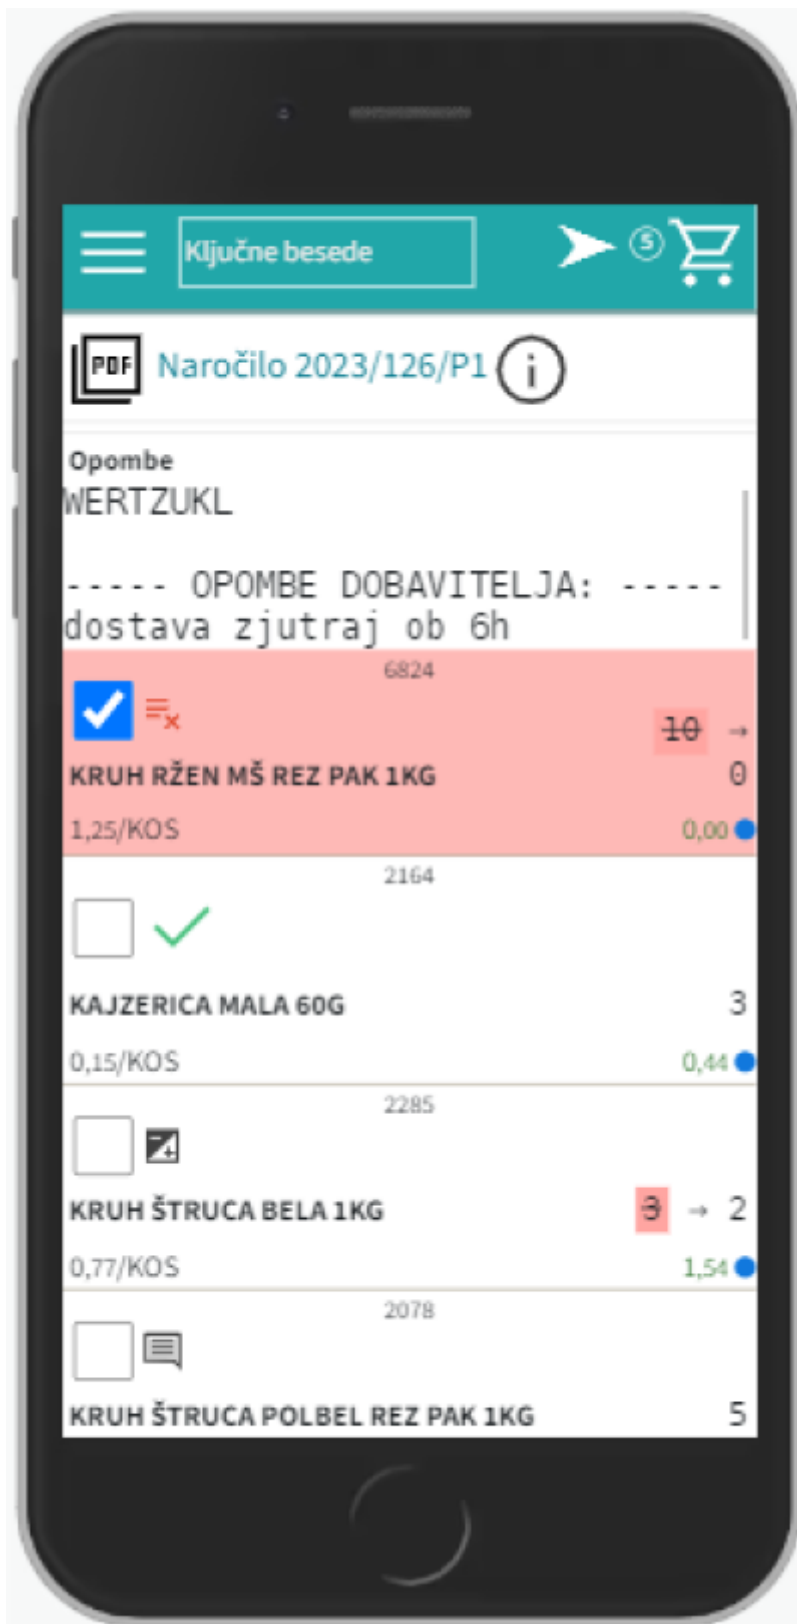 Ključne besede
5
PDF Naročilo 2023/126/P1 i
Opombe
WERTZUKL
----- OPOMBE DOBAVITELJA: -----
dostava zjutraj ob 6h
6824
10 →
KRUH RŽEN MŠ REZ PAK 1KG 0
1,25/KOS 0,00
2164
KAJZERICA MALA 60G 3
0,15/KOS 0,44
2285
KRUH ŠTRUCA BELA 1KG 3 → 2
0,77/KOS 1,54
2078
KRUH ŠTRUCA POLBEL REZ PAK 1KG 5